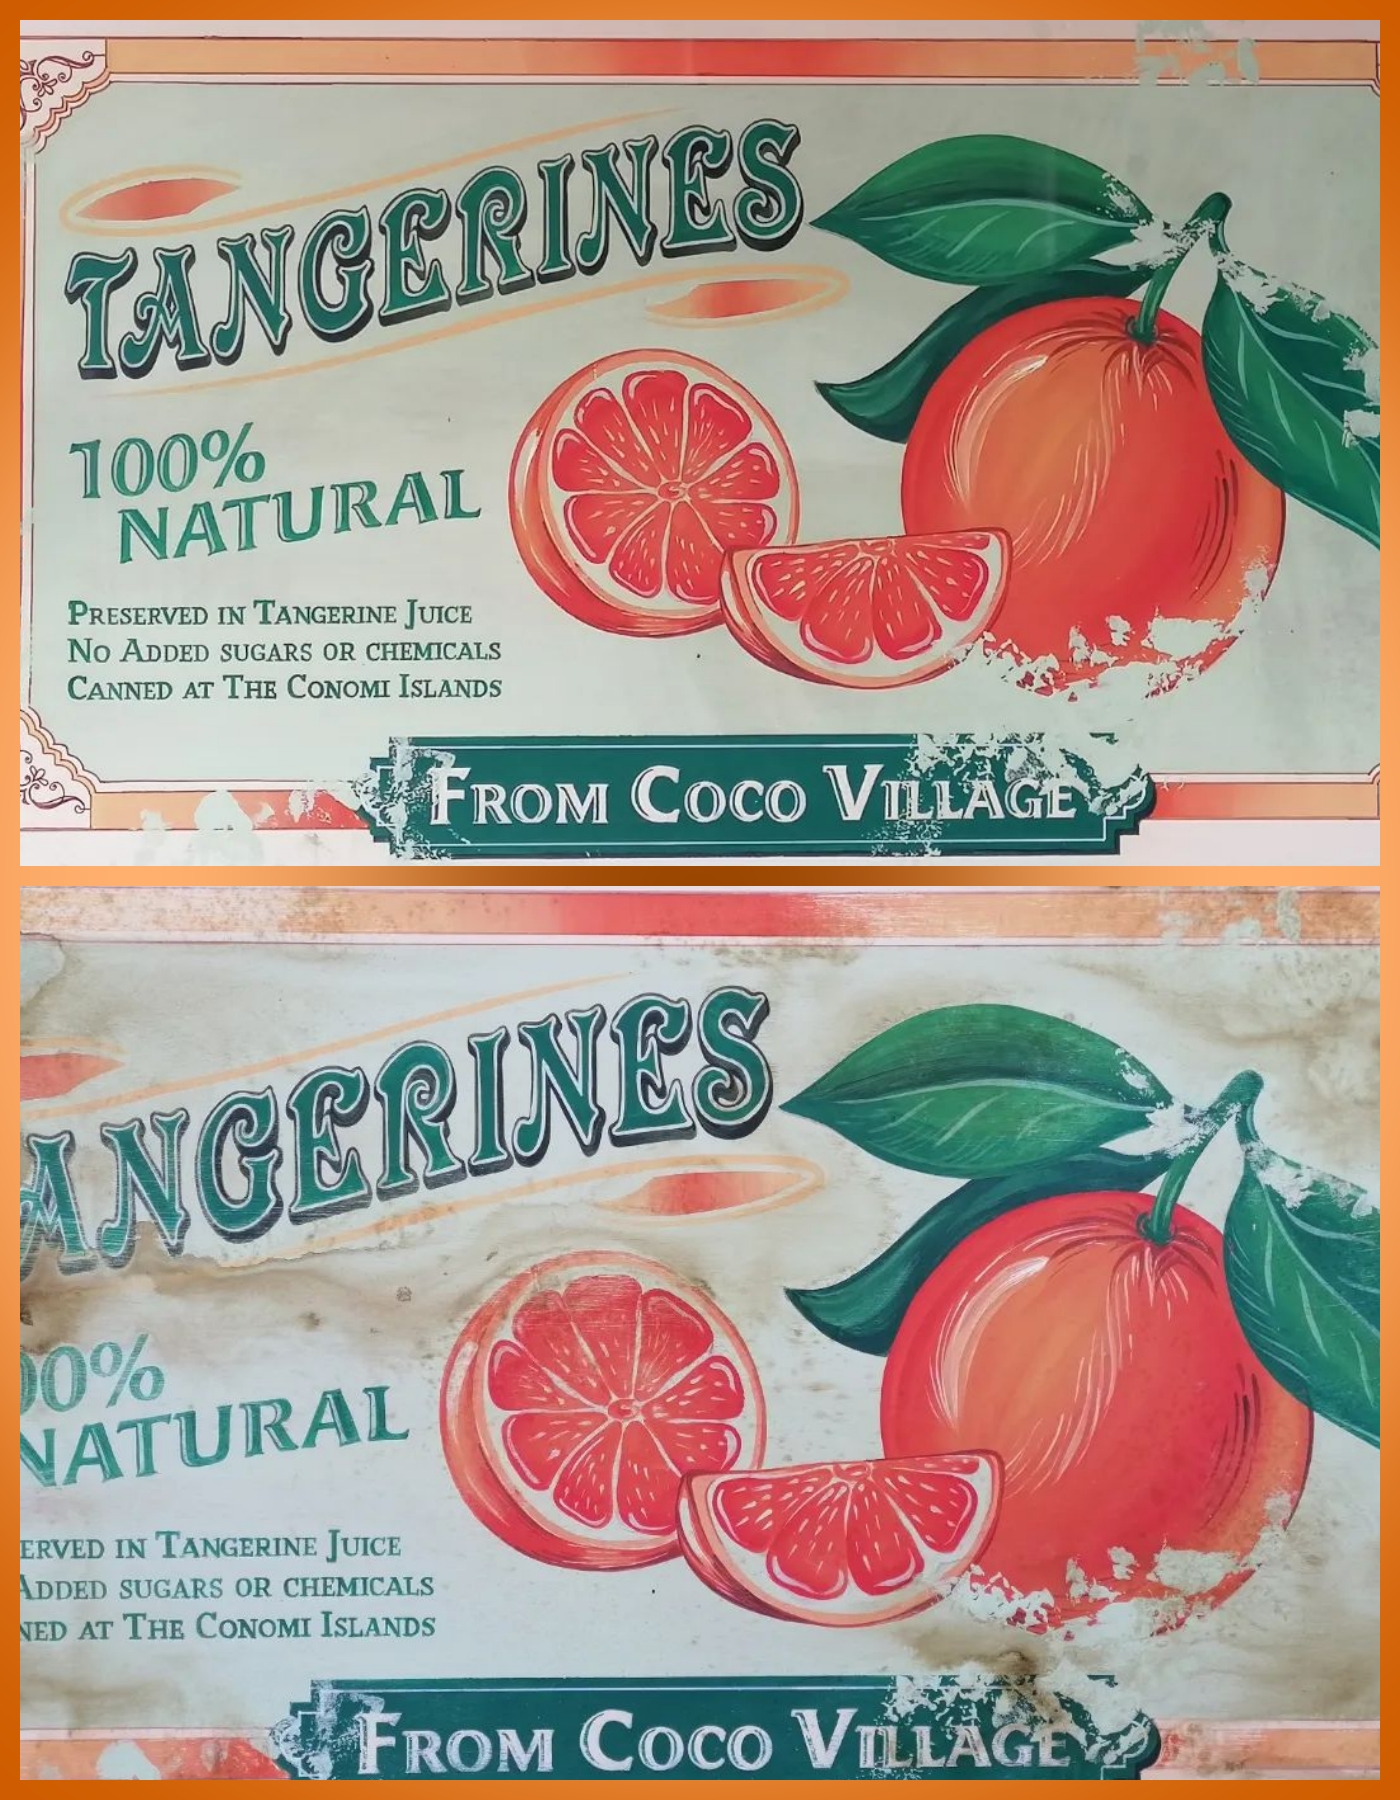 TANGERINES
100%
NATURAL
PRESERVED IN TANGERINE JUICE
NO ADDED SUGARS OR CHEMICALS
CANNED AT THE CONOMI ISLANDS
FROM COCO VILLAGE
ANGERINES
00%
NATURAL
ERVED IN TANGERINE JUICE
ADDED SUGARS OR CHEMICALS
NED AT THE CONOMI ISLANDS
FROM COCO VILLAGE